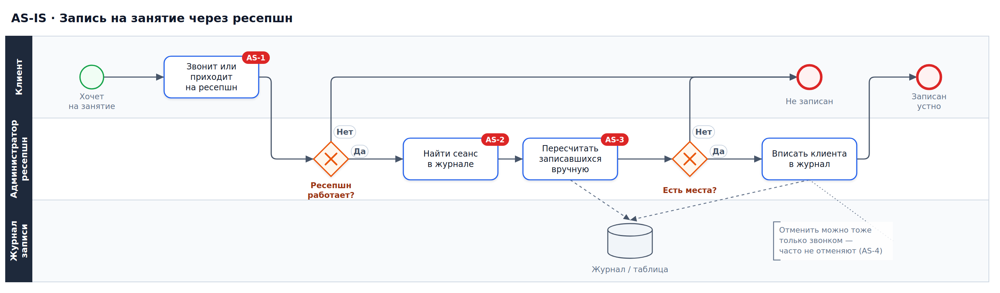 AS-IS · Запись на занятие через ресепшн
Клиент
Хочет
на занятие
AS-1
Звонит или
приходит
на ресепшн
Не записан
Записан
устно
Администратор
ресепшн
Нет
Да
Ресепшн
работает?
AS-2
Найти сеанс
в журнале
AS-3
Пересчитать
записавшихся
вручную
Нет
Да
Есть места?
Вписать клиента
в журнал
Журнал
записи
Журнал / таблица
Отменить можно тоже
только звонком —
часто не отменяют (AS-4)